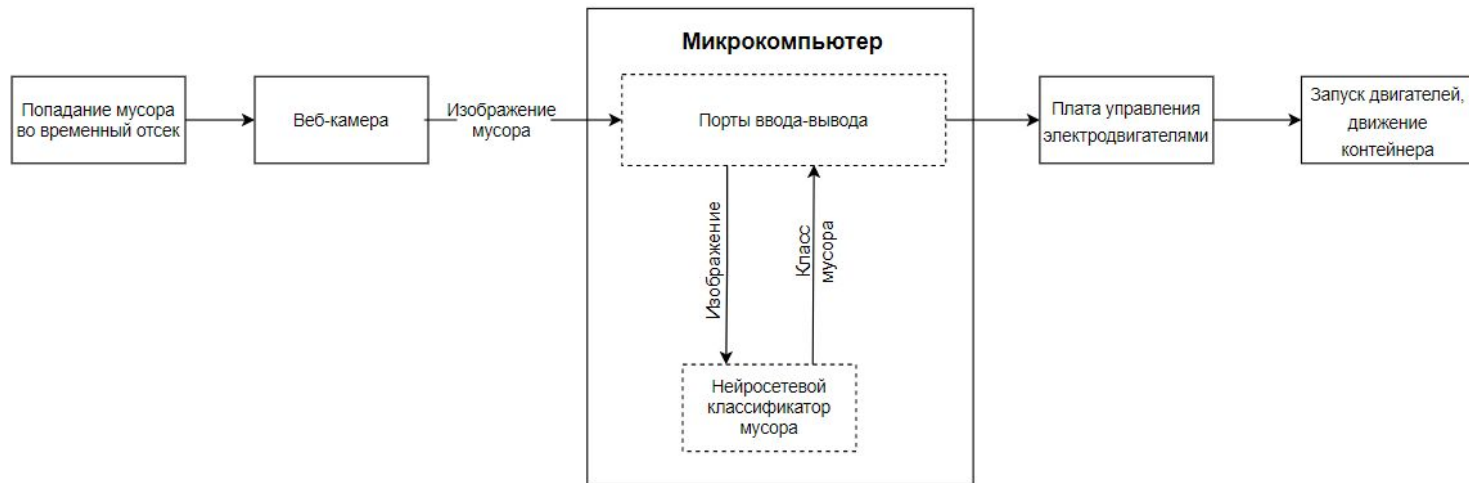 Микрокомпьютер
Попадание мусора
во временный отсек
Веб-камера
Изображение
мусора
Порты ввода-вывода
Плата управления
электродвигателями
Запуск двигателей,
движение
контейнера
Изображение
Класс
мусора
Нейросетевой
классификатор
мусора